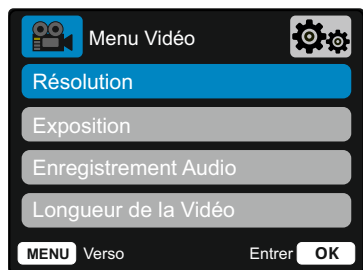 Menu Vidéo
Résolution
Exposition
Enregistrement Audio
Longueur de la Vidéo
MENU Verso Entrer OK